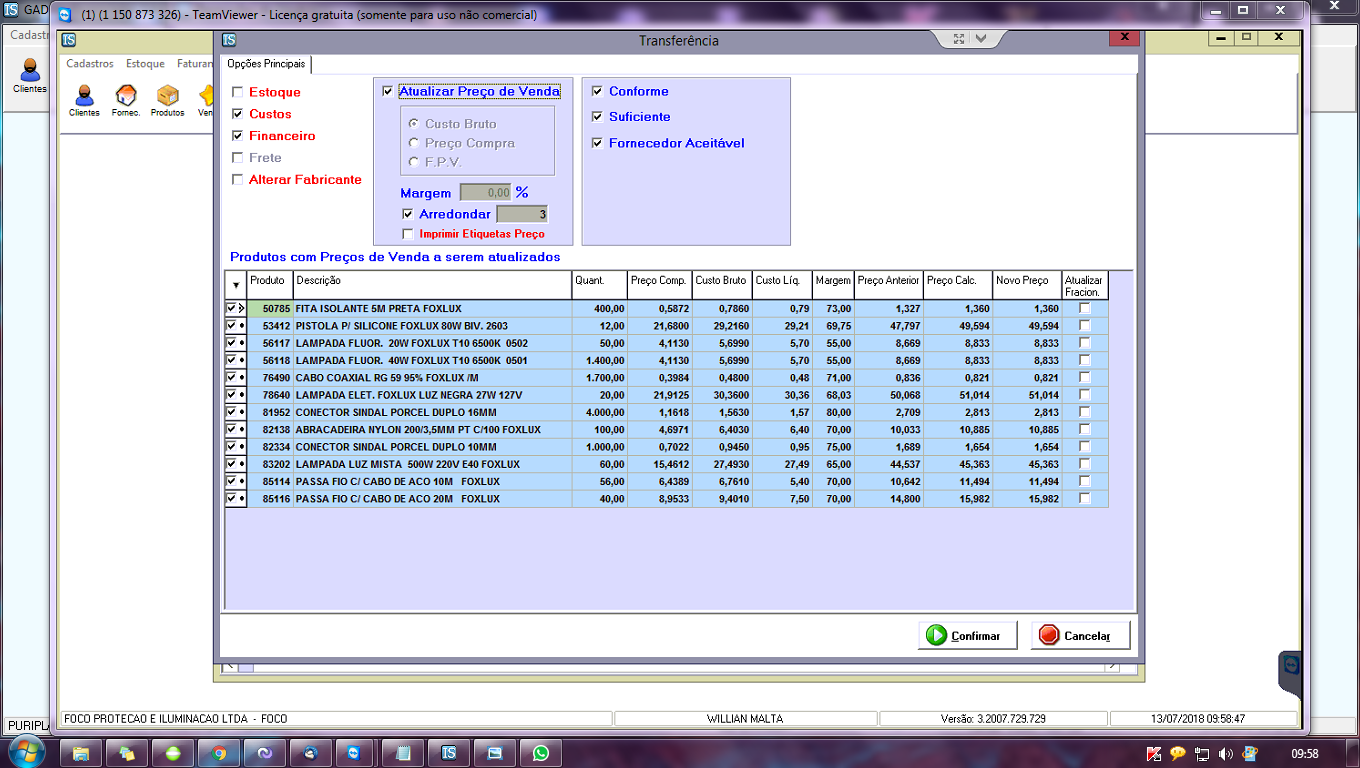 GAD
(1) (1 150 873 326) - TeamViewer - Licença gratuita (somente para uso não comercial)
Cadastr
Clientes
Cadastros Estoque Faturan
Clientes Fornec. Produtos Ven
Transferência
Opções Principais
Estoque
Custos
Financeiro
Frete
Alterar Fabricante
Atualizar Preço de Venda
Custo Bruto
Preço Compra
F.P.V.
Margem 0,00 %
Arredondar 3
Imprimir Etiquetas Preço
Conforme
Suficiente
Fornecedor Aceitável
Produtos com Preços de Venda a serem atualizados
Produto Descrição Quant. Preço Comp. Custo Bruto Custo Líq. Margem Preço Anterior Preço Calc. Novo Preço Atualizar Fracion.
50785 FITA ISOLANTE 5M PRETA FOXLUX 400,00 0,5872 0,7860 0,79 73,00 1,327 1,360 1,360
53412 PISTOLA P/ SILICONE FOXLUX 80W BIV. 2603 12,00 21,6800 29,2160 29,21 69,75 47,797 49,594 49,594
56117 LAMPADA FLUOR. 20W FOXLUX T10 6500K 0502 50,00 4,1130 5,6990 5,70 55,00 8,669 8,833 8,833
56118 LAMPADA FLUOR. 40W FOXLUX T10 6500K 0501 1.400,00 4,1130 5,6990 5,70 55,00 8,669 8,833 8,833
76490 CABO COAXIAL RG 59 95% FOXLUX /M 1.700,00 0,3984 0,4800 0,48 71,00 0,836 0,821 0,821
78640 LAMPADA ELET. FOXLUX LUZ NEGRA 27W 127V 20,00 21,9125 30,3600 30,36 68,03 50,068 51,014 51,014
81952 CONECTOR SINDAL PORCEL DUPLO 16MM 4.000,00 1,1618 1,5630 1,57 80,00 2,709 2,813 2,813
82138 ABRACADEIRA NYLON 200/3,5MM PT C/100 FOXLUX 100,00 4,6971 6,4030 6,40 70,00 10,033 10,885 10,885
82334 CONECTOR SINDAL PORCEL DUPLO 10MM 1.000,00 0,7022 0,9450 0,95 75,00 1,689 1,654 1,654
83202 LAMPADA LUZ MISTA 500W 220V E40 FOXLUX 60,00 15,4612 27,4930 27,49 65,00 44,537 45,363 45,363
85114 PASSA FIO C/ CABO DE ACO 10M FOXLUX 56,00 6,4389 6,7610 5,40 70,00 10,642 11,494 11,494
85116 PASSA FIO C/ CABO DE ACO 20M FOXLUX 40,00 8,9533 9,4010 7,50 70,00 14,800 15,982 15,982
Confirmar Cancelar
FOCO PROTECAO E ILUMINACAO LTDA - FOCO WILLIAN MALTA Versão: 3.2007.729.729 13/07/2018 09:58:47
PURIPLA
09:58